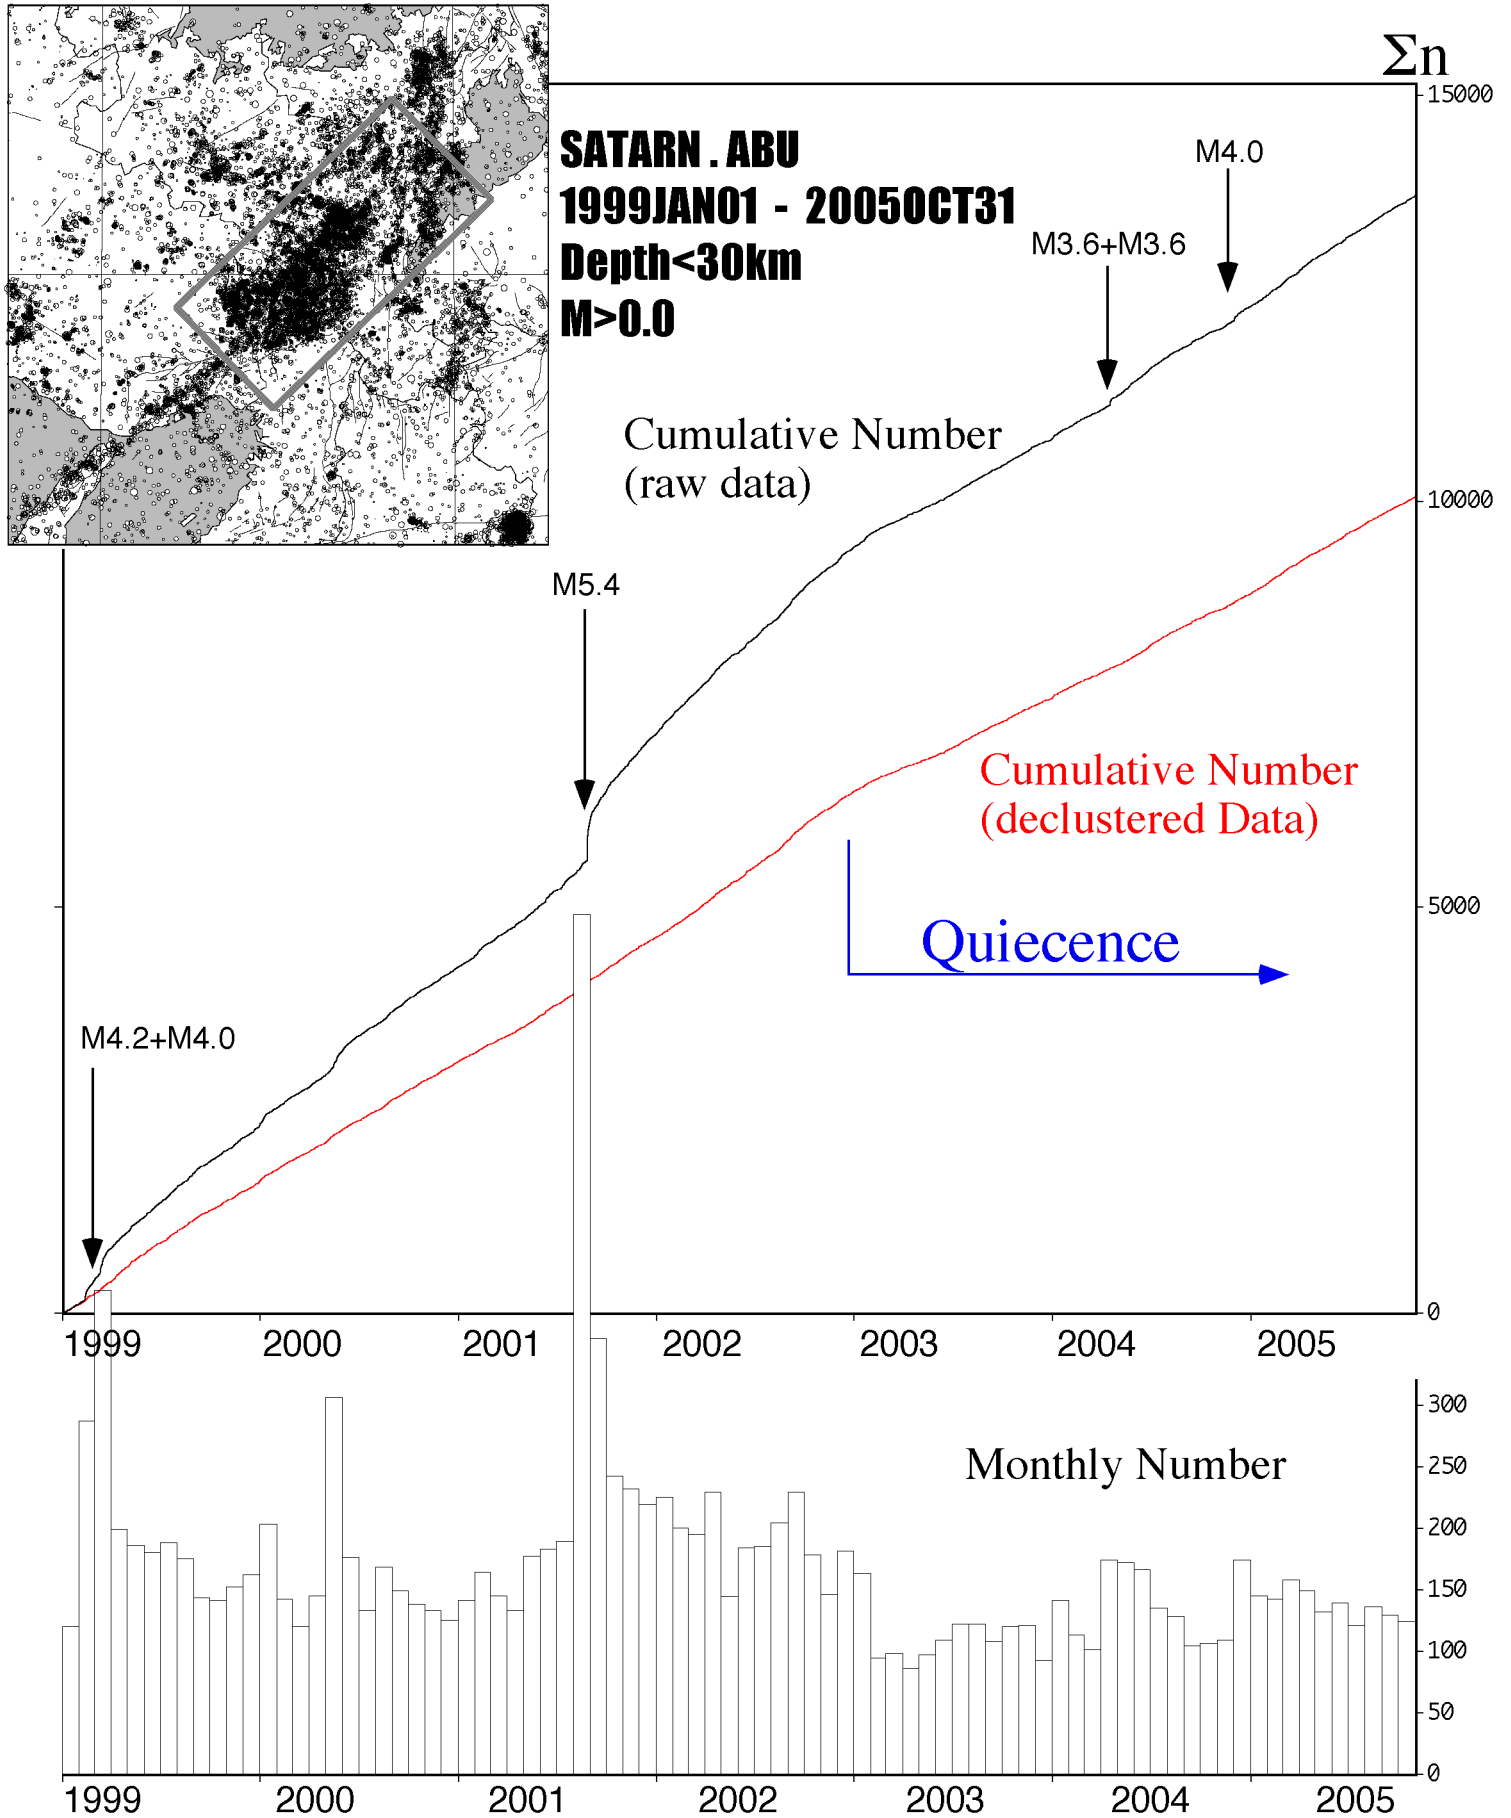 Σn
15000
SATARN . ABU
1999JAN01 - 2005OCT31
Depth<30km
M>0.0
M4.0
M3.6+M3.6
Cumulative Number
(raw data)
10000
M5.4
Cumulative Number
(declustered Data)
5000
Quiecence
M4.2+M4.0
0
1999 2000 2001 2002 2003 2004 2005
300
Monthly Number
250
200
150
100
50
0
1999 2000 2001 2002 2003 2004 2005